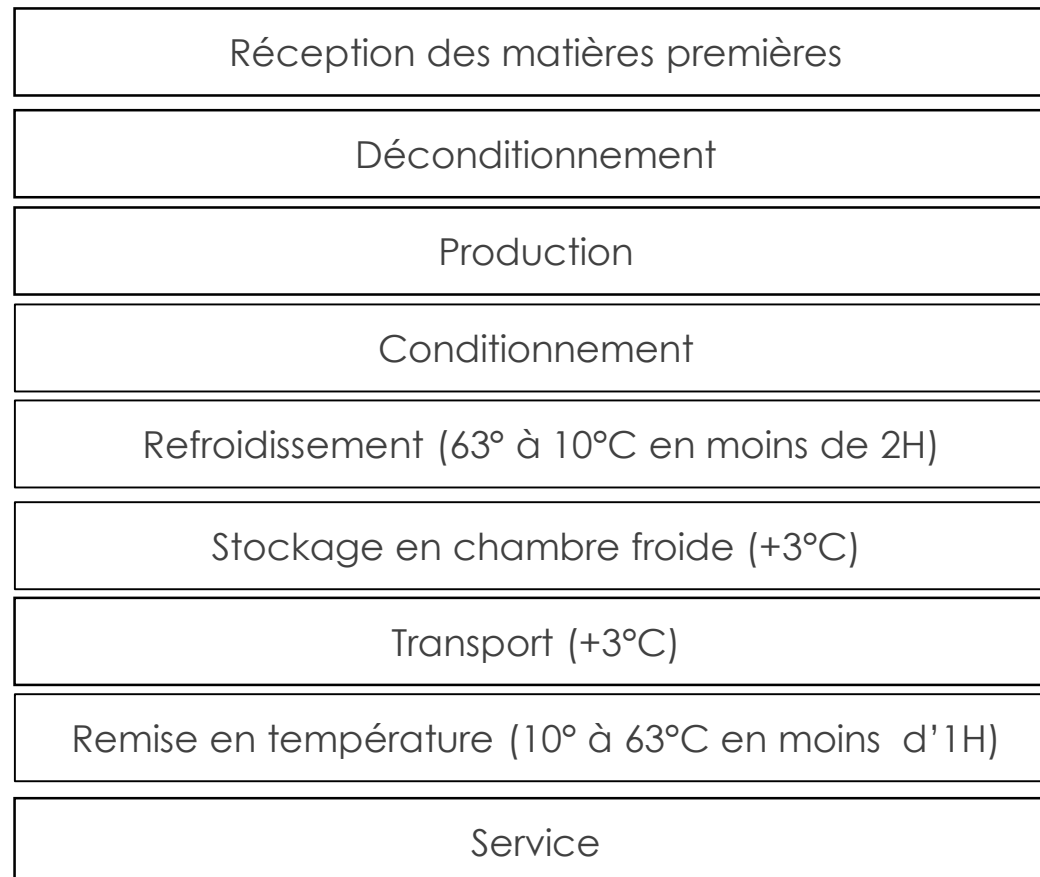 Réception des matières premières
Déconditionnement
Production
Conditionnement
Refroidissement (63° à 10°C en moins de 2H)
Stockage en chambre froide (+3°C)
Transport (+3°C)
Remise en température (10° à 63°C en moins  d’1H)
Service